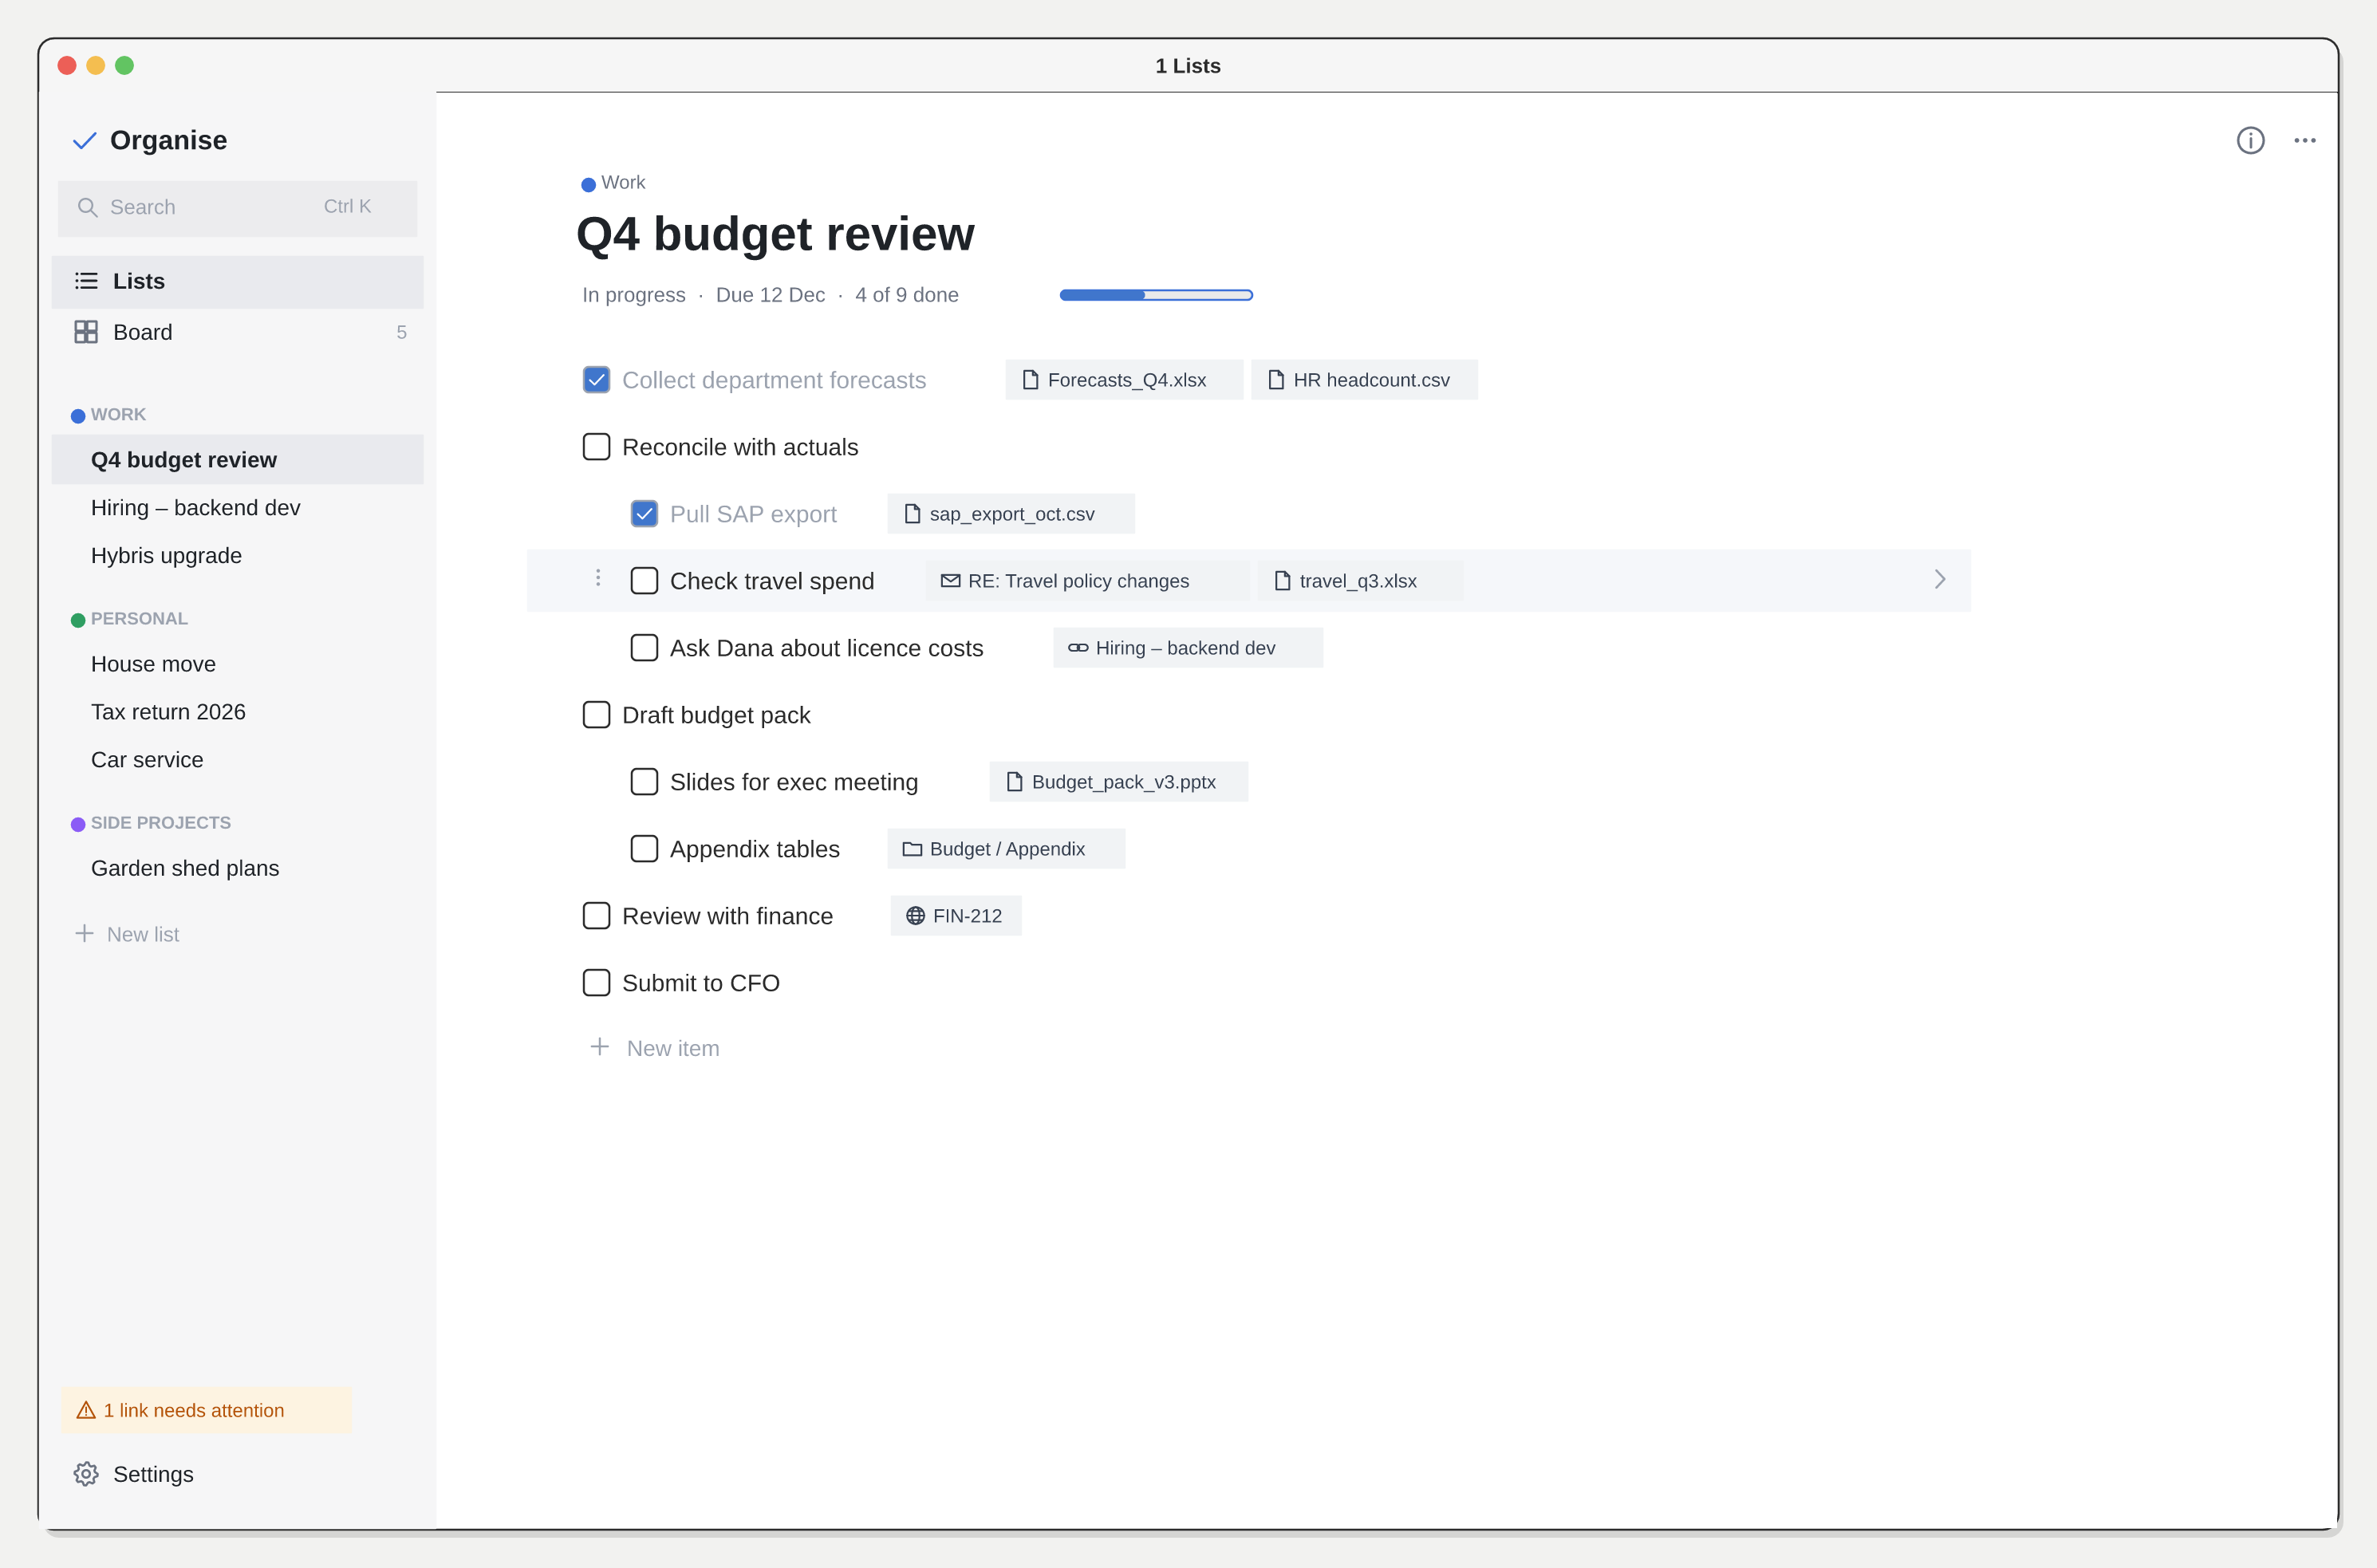 1 Lists
Organise
Search Ctrl K
Lists
Board 5
WORK
Q4 budget review
Hiring – backend dev
Hybris upgrade
PERSONAL
House move
Tax return 2026
Car service
SIDE PROJECTS
Garden shed plans
New list
1 link needs attention
Settings
Work
Q4 budget review
In progress · Due 12 Dec · 4 of 9 done
Collect department forecasts Forecasts_Q4.xlsx HR headcount.csv
Reconcile with actuals
Pull SAP export sap_export_oct.csv
Check travel spend RE: Travel policy changes travel_q3.xlsx
Ask Dana about licence costs Hiring – backend dev
Draft budget pack
Slides for exec meeting Budget_pack_v3.pptx
Appendix tables Budget / Appendix
Review with finance FIN-212
Submit to CFO
New item